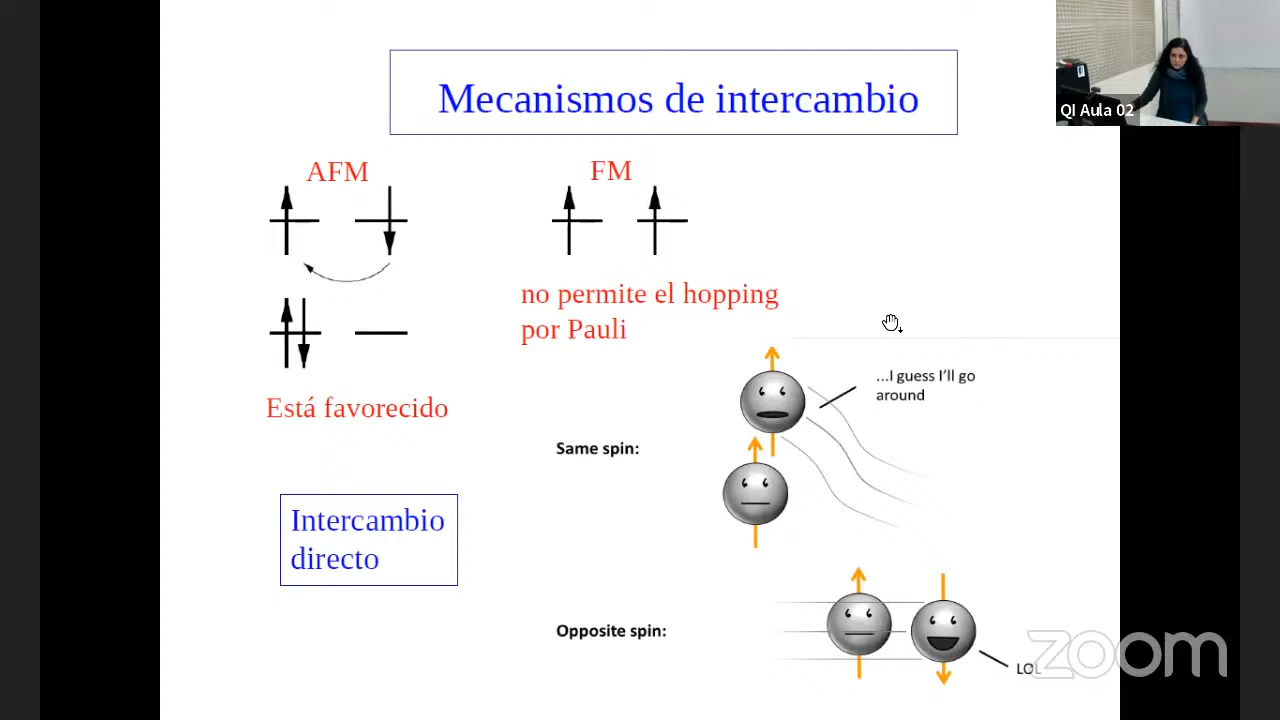 Mecanismos de intercambio
QI Aula 02
AFM
FM
no permite el hopping
por Pauli
Está favorecido
...I guess I'll go
around
Same spin:
Intercambio
directo
Opposite spin:
LOL
zoom